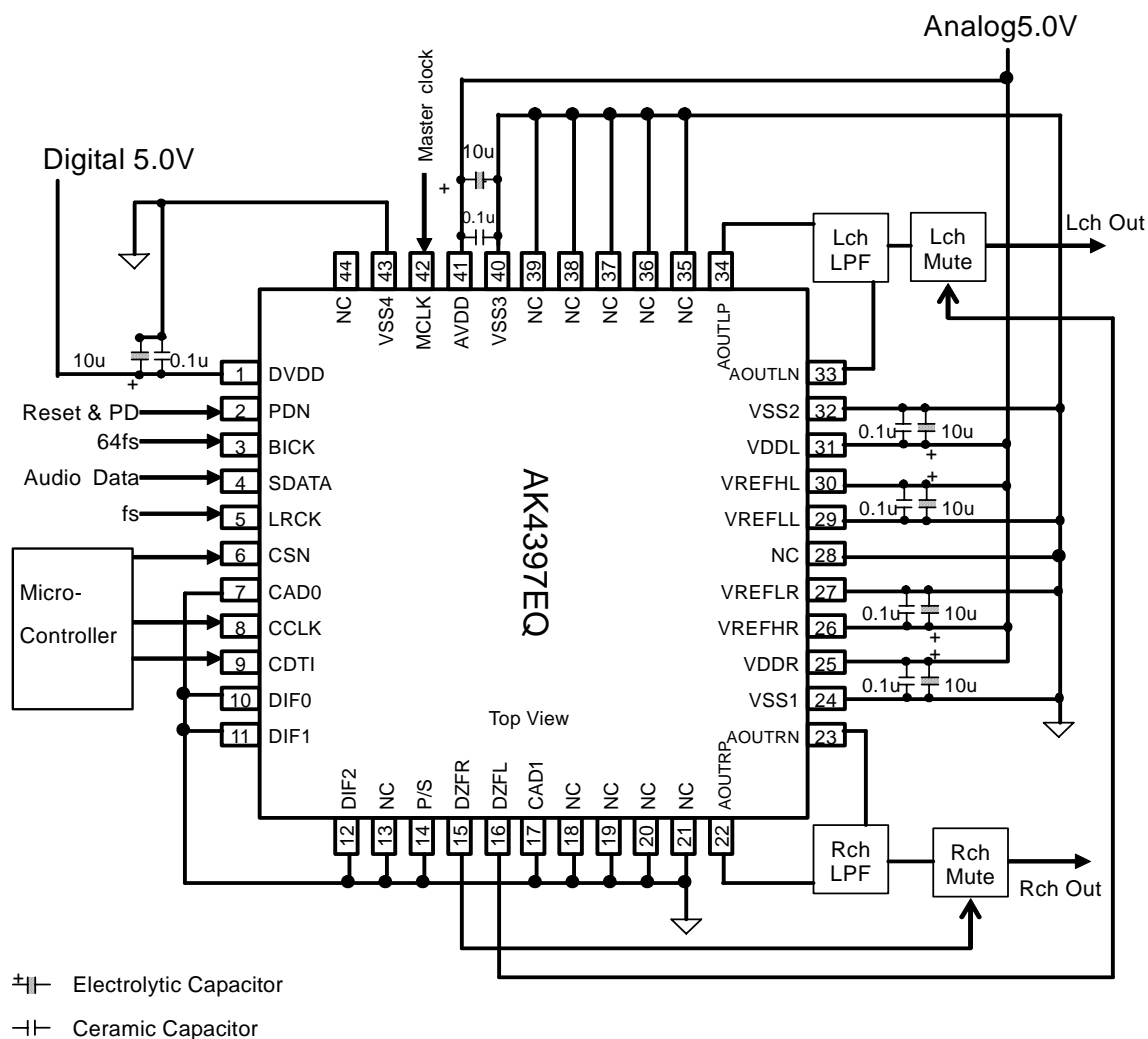 Analog5.0V
Master clock
Digital 5.0V
10u
+
0.1u
Lch Out
Lch
LPF
Lch
Mute
44
43
42
41
40
39
38
37
36
35
34
NC
VSS4
MCLK
AVDD
VSS3
NC
NC
NC
NC
NC
AOUTLP
10u
0.1u
+
1 DVDD
Reset & PD
2 PDN
64fs
3 BICK
Audio Data
4 SDATA
fs
5 LRCK
6 CSN
7 CAD0
Micro-
Controller
8 CCLK
9 CDTI
10 DIF0
11 DIF1
AK4397EQ
Top View
AOUTLN 33
VSS2 32
0.1u
10u
VDDL 31
+
+
VREFHL 30
0.1u
10u
VREFLL 29
NC 28
VREFLR 27
0.1u
10u
VREFHR 26
+
+
VDDR 25
0.1u
10u
VSS1 24
AOUTRN 23
DIF2
NC
P/S
DZFR
DZFL
CAD1
NC
NC
NC
NC
AOUTRP
12
13
14
15
16
17
18
19
20
21
22
Rch
LPF
Rch
Mute
Rch Out
+
Electrolytic Capacitor
Ceramic Capacitor